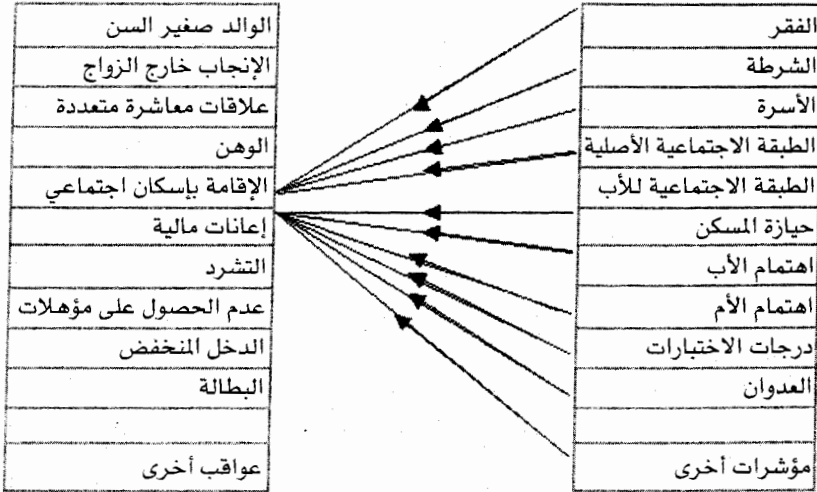 الفقر
الشرطة
الأسرة
الطبقة الاجتماعية الأصلية
الطبقة الاجتماعية للأب
حيازة المسكن
اهتمام الأب
اهتمام الأم
درجات الاختبارات
العدوان
مؤشرات أخرى
الوالد صغير السن
الإنجاب خارج الزواج
علاقات معاشرة متعددة
الوهن
الإقامة بإسكان اجتماعي
إعانات مالية
التشرد
عدم الحصول على مؤهلات
الدخل المنخفض
البطالة
عواقب أخرى